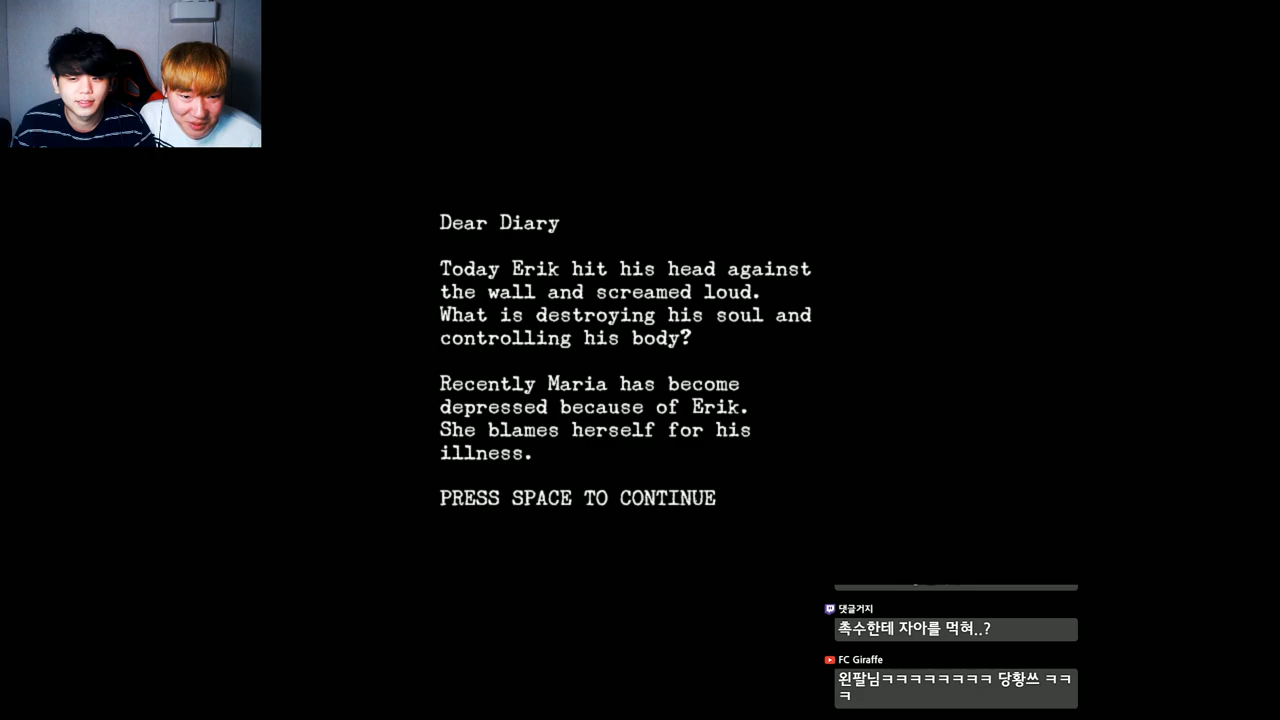 Dear Diary
Today Erik hit his head against
the wall and screamed loud.
What is destroying his soul and
controlling his body?
Recently Maria has become
depressed because of Erik.
She blames herself for his
illness.
PRESS SPACE TO CONTINUE
댓글거지
촉수한테 자아를 먹혀..?
FC Giraffe
왼팔님ㅋㅋㅋㅋㅋㅋㅋㅋ 당황쓰 ㅋㅋ
ㅋ